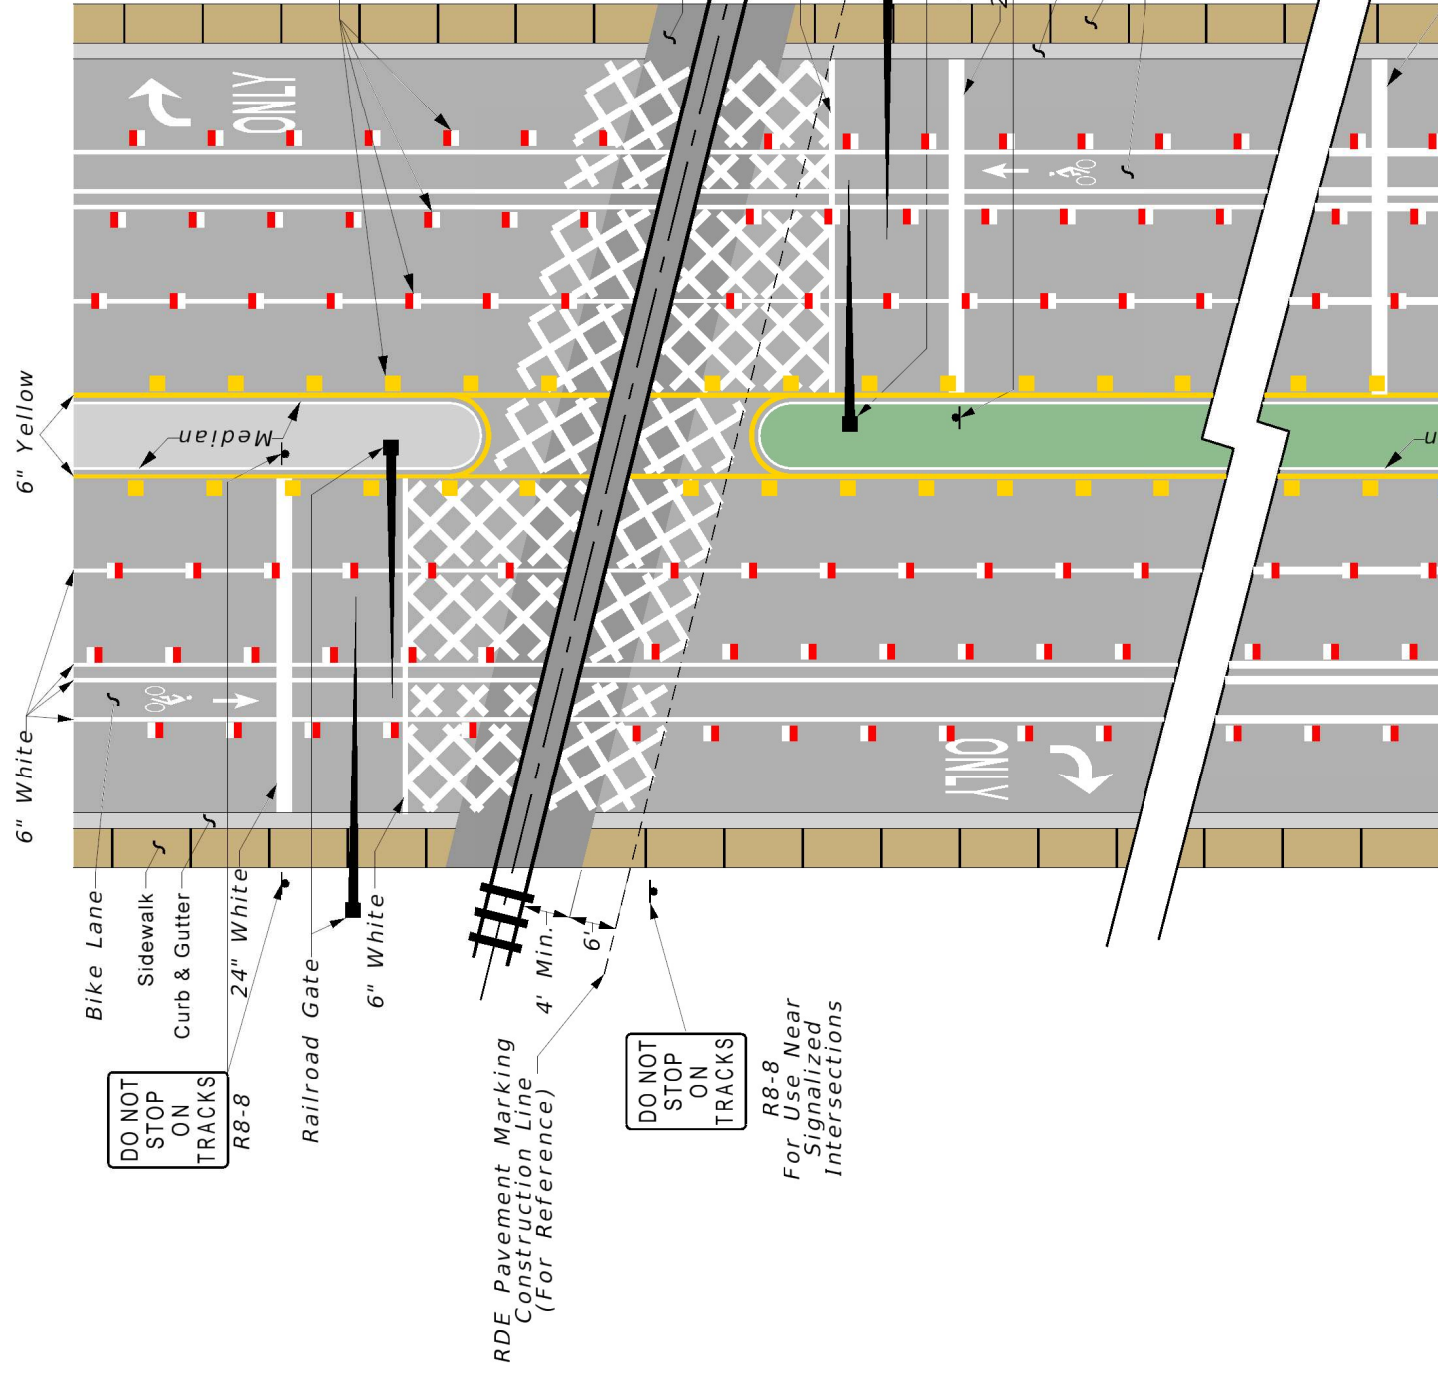 6" Yellow
6" White
Median
ONLY
ONLY
Bike Lane
Sidewalk
Curb & Gutter
24" White
DO NOT
STOP
ON
TRACKS
R8-8
Railroad Gate
6" White
4' Min.
6'
RDE Pavement Marking
Construction Line
(For Reference)
DO NOT
STOP
ON
TRACKS
R8-8
For Use Near
Signalized
Intersections